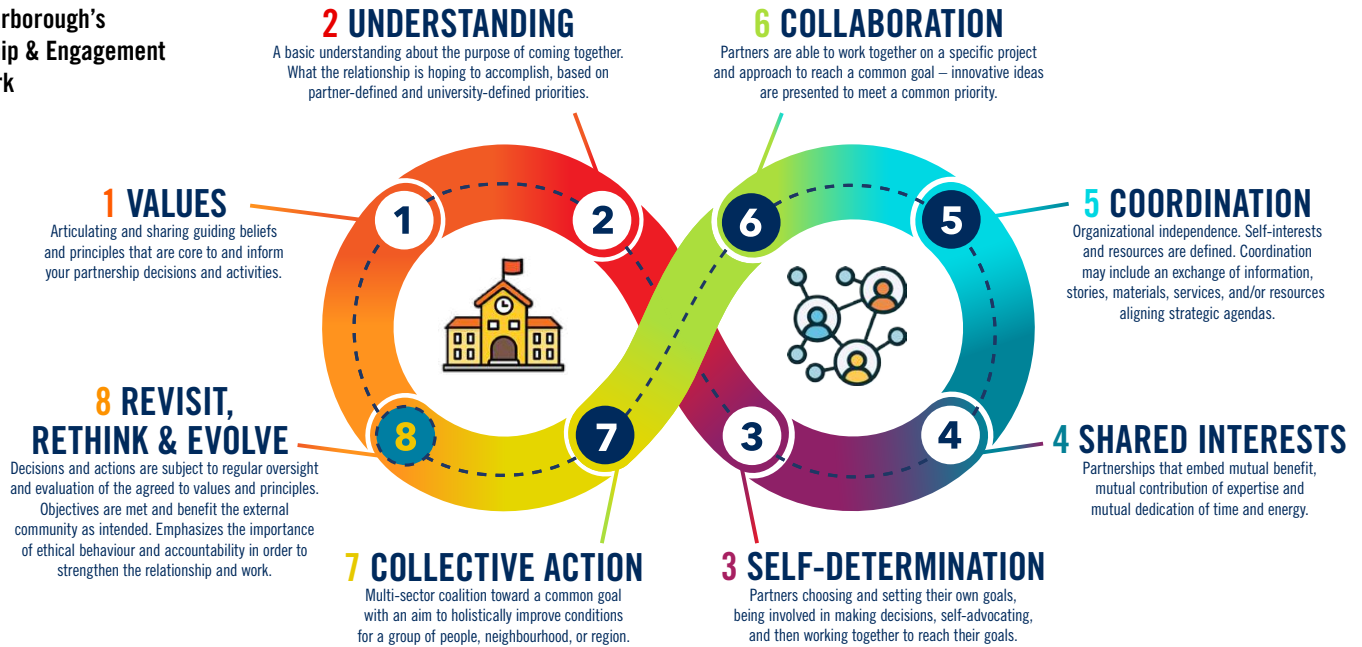 rborough's
ip & Engagement
rk
2 UNDERSTANDING
A basic understanding about the purpose of coming together.
What the relationship is hoping to accomplish, based on
partner-defined and university-defined priorities.
6 COLLABORATION
Partners are able to work together on a specific project
and approach to reach a common goal – innovative ideas
are presented to meet a common priority.
1 VALUES
Articulating and sharing guiding beliefs
and principles that are core to and inform
your partnership decisions and activities.
1
2
6
5
5 COORDINATION
Organizational independence. Self-interests
and resources are defined. Coordination
may include an exchange of information,
stories, materials, services, and/or resources
aligning strategic agendas.
8 REVISIT,
RETHINK & EVOLVE
Decisions and actions are subject to regular oversight
and evaluation of the agreed to values and principles.
Objectives are met and benefit the external
community as intended. Emphasizes the importance
of ethical behaviour and accountability in order to
strengthen the relationship and work.
8
7
3
4
4 SHARED INTERESTS
Partnerships that embed mutual benefit,
mutual contribution of expertise and
mutual dedication of time and energy.
7 COLLECTIVE ACTION
Multi-sector coalition toward a common goal
with an aim to holistically improve conditions
for a group of people, neighbourhood, or region.
3 SELF-DETERMINATION
Partners choosing and setting their own goals,
being involved in making decisions, self-advocating,
and then working together to reach their goals.